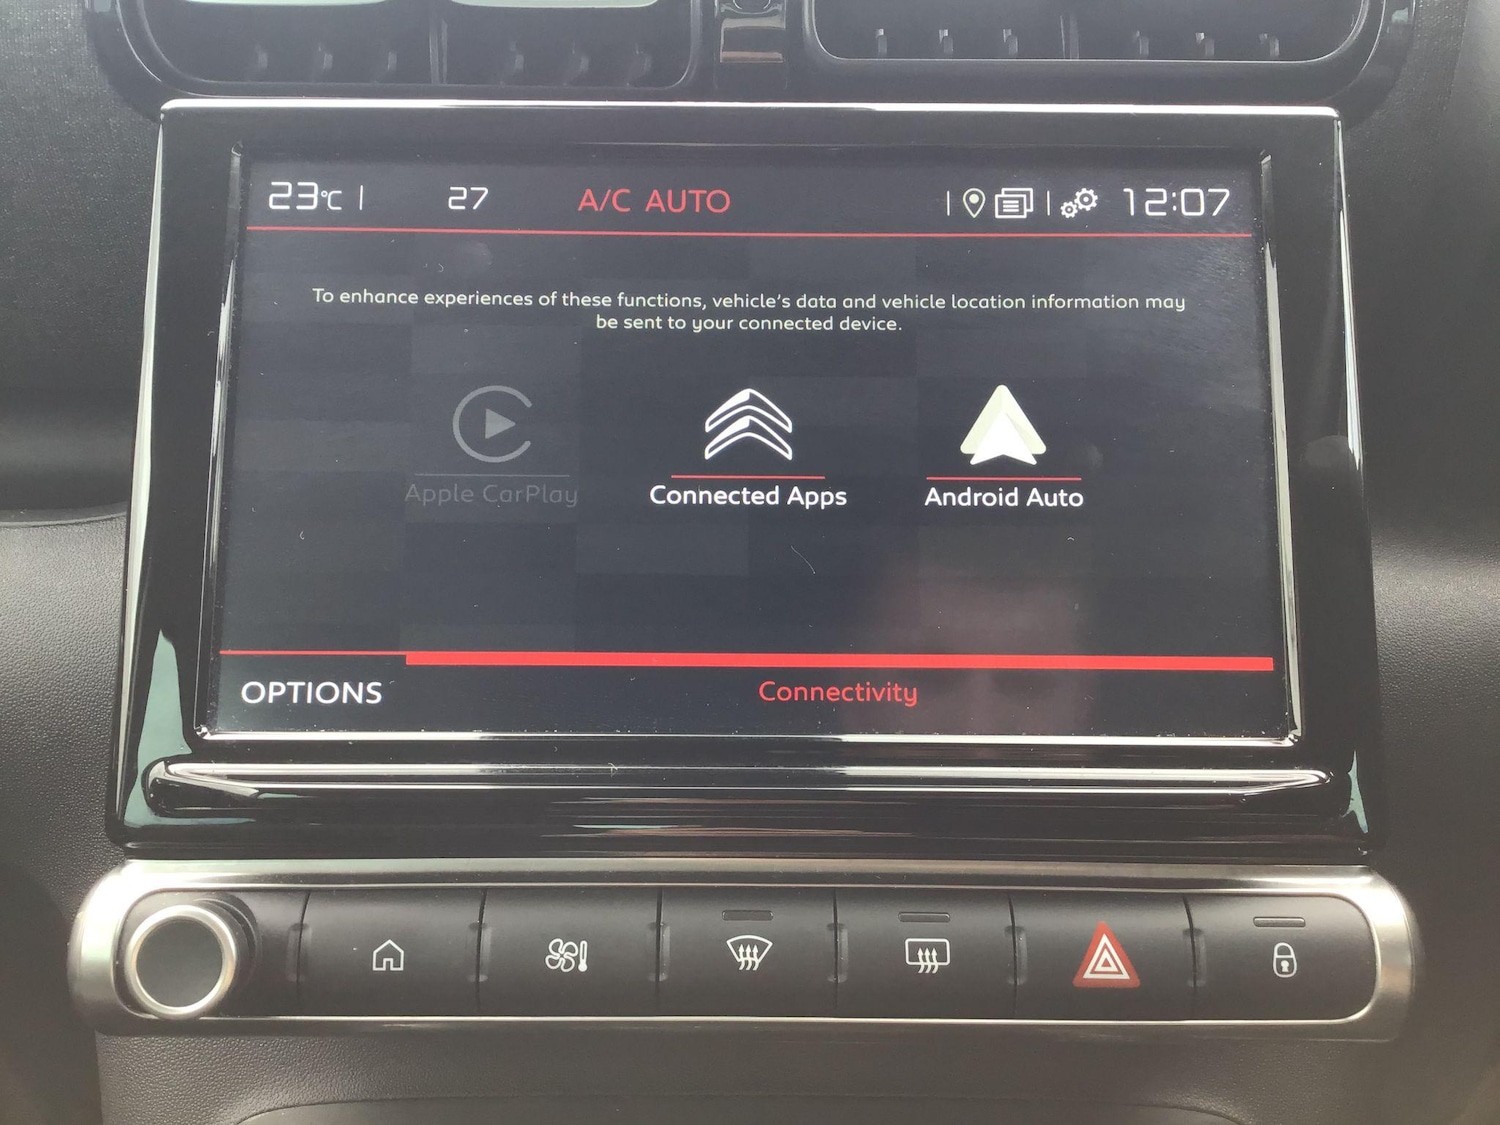 23°C 27 A/C AUTO 12:07
To enhance experiences of these functions, vehicle's data and vehicle location information may
be sent to your connected device.
Apple CarPlay Connected Apps Android Auto
OPTIONS Connectivity